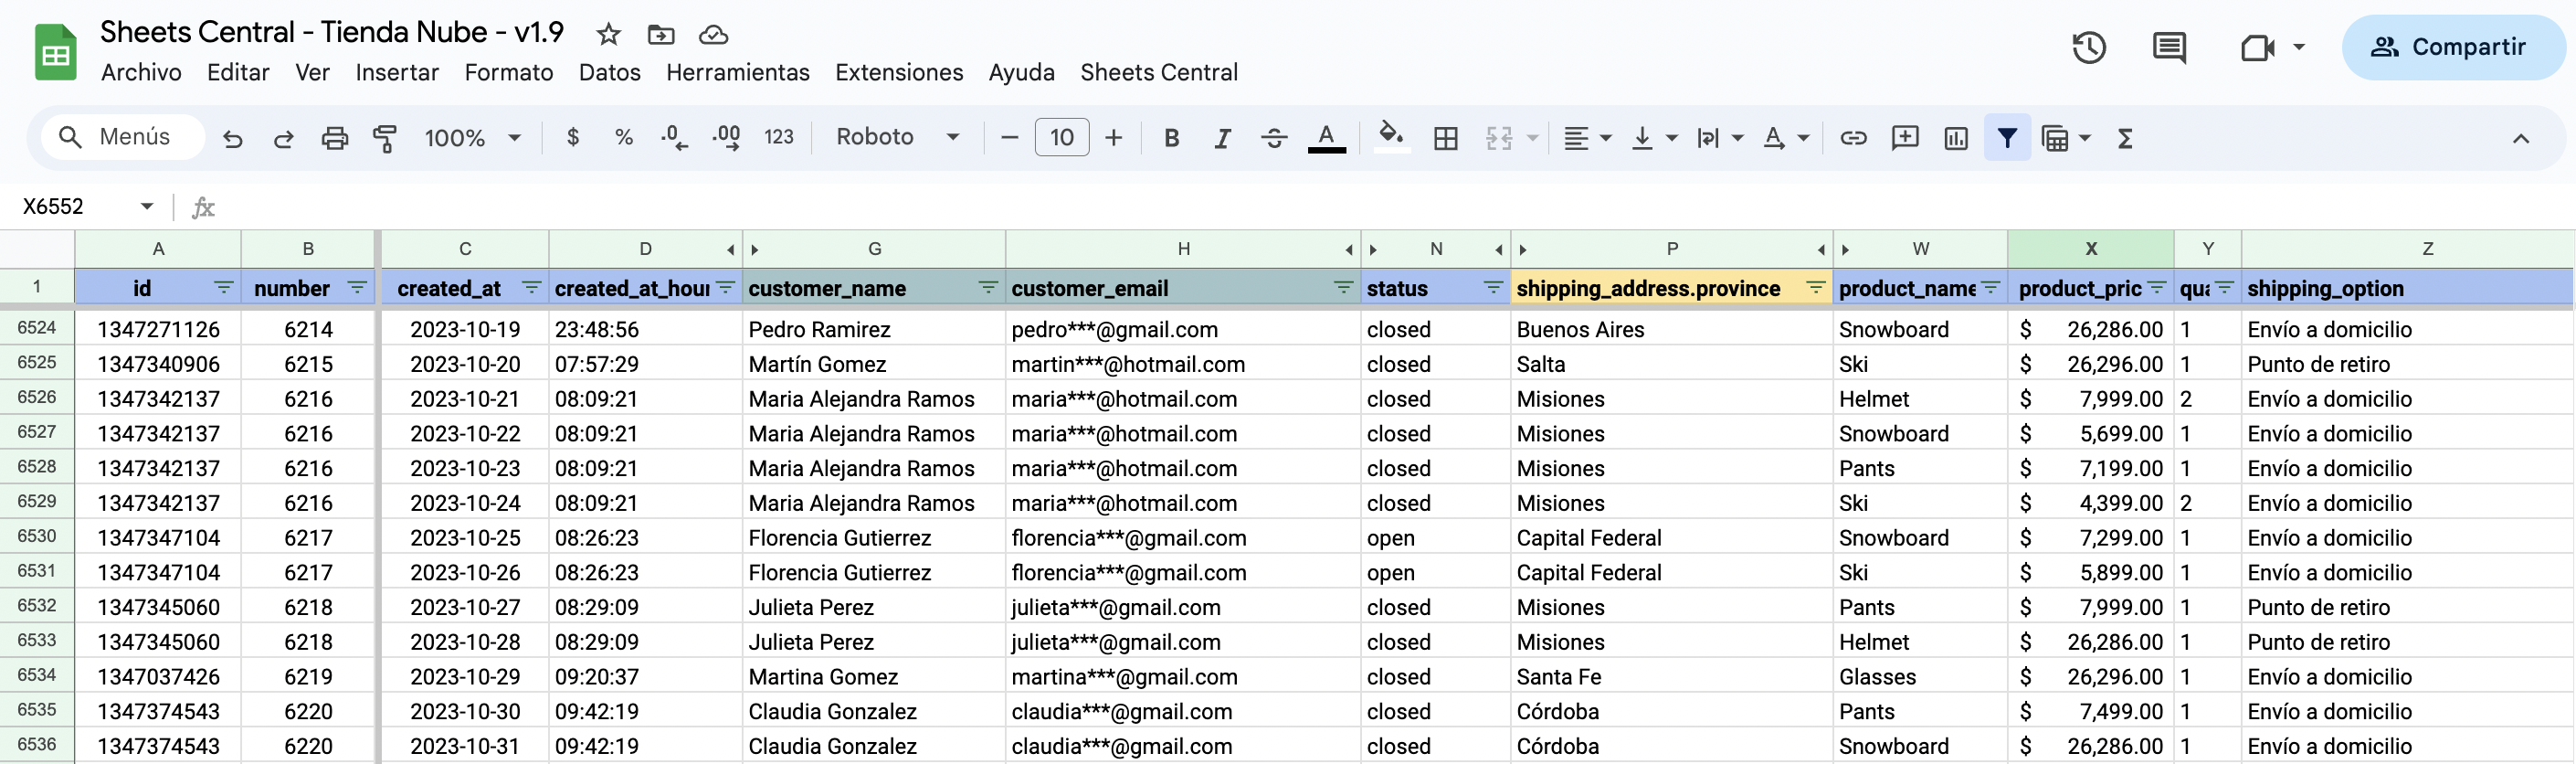 Sheets Central - Tienda Nube - v1.9
Archivo Editar Ver Insertar Formato Datos Herramientas Extensiones Ayuda Sheets Central
Compartir
Menús 100% $ % .0 .00 123 Roboto 10 B I A A Σ
X6552 fx
A B C D G H N P W X Y Z
1 id number created_at created_at_hour customer_name customer_email status shipping_address.province product_name product_pric qua shipping_option
6524 1347271126 6214 2023-10-19 23:48:56 Pedro Ramirez pedro***@gmail.com closed Buenos Aires Snowboard $ 26,286.00 1 Envío a domicilio
6525 1347340906 6215 2023-10-20 07:57:29 Martín Gomez martin***@hotmail.com closed Salta Ski $ 26,296.00 1 Punto de retiro
6526 1347342137 6216 2023-10-21 08:09:21 Maria Alejandra Ramos maria***@hotmail.com closed Misiones Helmet $ 7,999.00 2 Envío a domicilio
6527 1347342137 6216 2023-10-22 08:09:21 Maria Alejandra Ramos maria***@hotmail.com closed Misiones Snowboard $ 5,699.00 1 Envío a domicilio
6528 1347342137 6216 2023-10-23 08:09:21 Maria Alejandra Ramos maria***@hotmail.com closed Misiones Pants $ 7,199.00 1 Envío a domicilio
6529 1347342137 6216 2023-10-24 08:09:21 Maria Alejandra Ramos maria***@hotmail.com closed Misiones Ski $ 4,399.00 2 Envío a domicilio
6530 1347347104 6217 2023-10-25 08:26:23 Florencia Gutierrez florencia***@gmail.com open Capital Federal Snowboard $ 7,299.00 1 Envío a domicilio
6531 1347347104 6217 2023-10-26 08:26:23 Florencia Gutierrez florencia***@gmail.com open Capital Federal Ski $ 5,899.00 1 Envío a domicilio
6532 1347345060 6218 2023-10-27 08:29:09 Julieta Perez julieta***@gmail.com closed Misiones Pants $ 7,999.00 1 Punto de retiro
6533 1347345060 6218 2023-10-28 08:29:09 Julieta Perez julieta***@gmail.com closed Misiones Helmet $ 26,286.00 1 Punto de retiro
6534 1347037426 6219 2023-10-29 09:20:37 Martina Gomez martina***@gmail.com closed Santa Fe Glasses $ 26,296.00 1 Envío a domicilio
6535 1347374543 6220 2023-10-30 09:42:19 Claudia Gonzalez claudia***@gmail.com closed Córdoba Pants $ 7,499.00 1 Envío a domicilio
6536 1347374543 6220 2023-10-31 09:42:19 Claudia Gonzalez claudia***@gmail.com closed Córdoba Snowboard $ 26,286.00 1 Envío a domicilio